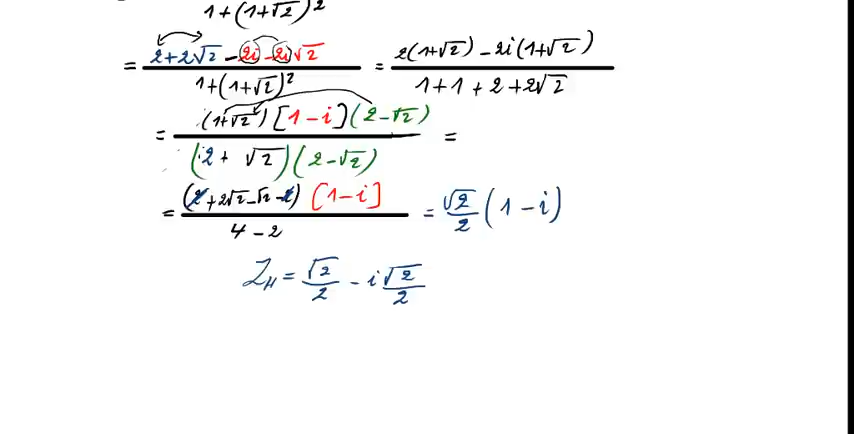 1+(1+√2)²
= (2+2√2 - 2i - 2i√2)/(1+(1+√2)²) = (2(1+√2) - 2i(1+√2))/(1+1+2+2√2)
= ((1+√2)[1-i](2-√2))/((2+√2)(2-√2)) =
= ((2+2√2-√2-2)[1-i])/(4-2) = √2/2 (1-i)
Z_H = √2/2 - i√2/2